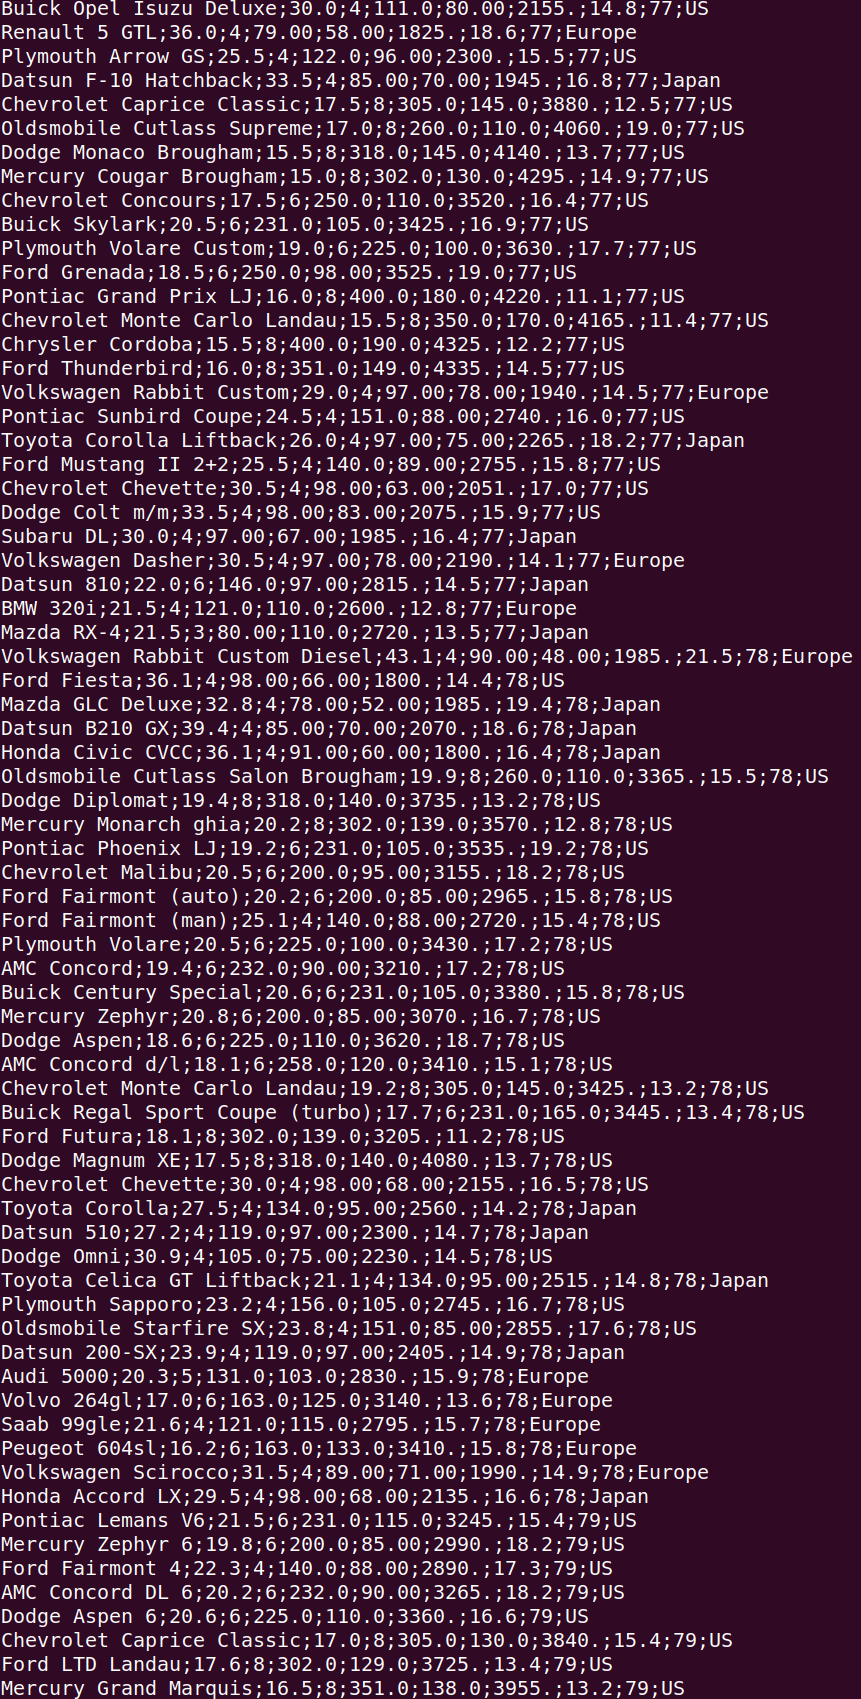 Buick Opel Isuzu Deluxe;30.0;4;111.0;80.00;2155.;14.8;77;US
Renault 5 GTL;36.0;4;79.00;58.00;1825.;18.6;77;Europe
Plymouth Arrow GS;25.5;4;122.0;96.00;2300.;15.5;77;US
Datsun F-10 Hatchback;33.5;4;85.00;70.00;1945.;16.8;77;Japan
Chevrolet Caprice Classic;17.5;8;305.0;145.0;3880.;12.5;77;US
Oldsmobile Cutlass Supreme;17.0;8;260.0;110.0;4060.;19.0;77;US
Dodge Monaco Brougham;15.5;8;318.0;145.0;4140.;13.7;77;US
Mercury Cougar Brougham;15.0;8;302.0;130.0;4295.;14.9;77;US
Chevrolet Concours;17.5;6;250.0;110.0;3520.;16.4;77;US
Buick Skylark;20.5;6;231.0;105.0;3425.;16.9;77;US
Plymouth Volare Custom;19.0;6;225.0;100.0;3630.;17.7;77;US
Ford Grenada;18.5;6;250.0;98.00;3525.;19.0;77;US
Pontiac Grand Prix LJ;16.0;8;400.0;180.0;4220.;11.1;77;US
Chevrolet Monte Carlo Landau;15.5;8;350.0;170.0;4165.;11.4;77;US
Chrysler Cordoba;15.5;8;400.0;190.0;4325.;12.2;77;US
Ford Thunderbird;16.0;8;351.0;149.0;4335.;14.5;77;US
Volkswagen Rabbit Custom;29.0;4;97.00;78.00;1940.;14.5;77;Europe
Pontiac Sunbird Coupe;24.5;4;151.0;88.00;2740.;16.0;77;US
Toyota Corolla Liftback;26.0;4;97.00;75.00;2265.;18.2;77;Japan
Ford Mustang II 2+2;25.5;4;140.0;89.00;2755.;15.8;77;US
Chevrolet Chevette;30.5;4;98.00;63.00;2051.;17.0;77;US
Dodge Colt m/m;33.5;4;98.00;83.00;2075.;15.9;77;US
Subaru DL;30.0;4;97.00;67.00;1985.;16.4;77;Japan
Volkswagen Dasher;30.5;4;97.00;78.00;2190.;14.1;77;Europe
Datsun 810;22.0;6;146.0;97.00;2815.;14.5;77;Japan
BMW 320i;21.5;4;121.0;110.0;2600.;12.8;77;Europe
Mazda RX-4;21.5;3;80.00;110.0;2720.;13.5;77;Japan
Volkswagen Rabbit Custom Diesel;43.1;4;90.00;48.00;1985.;21.5;78;Europe
Ford Fiesta;36.1;4;98.00;66.00;1800.;14.4;78;US
Mazda GLC Deluxe;32.8;4;78.00;52.00;1985.;19.4;78;Japan
Datsun B210 GX;39.4;4;85.00;70.00;2070.;18.6;78;Japan
Honda Civic CVCC;36.1;4;91.00;60.00;1800.;16.4;78;Japan
Oldsmobile Cutlass Salon Brougham;19.9;8;260.0;110.0;3365.;15.5;78;US
Dodge Diplomat;19.4;8;318.0;140.0;3735.;13.2;78;US
Mercury Monarch ghia;20.2;8;302.0;139.0;3570.;12.8;78;US
Pontiac Phoenix LJ;19.2;6;231.0;105.0;3535.;19.2;78;US
Chevrolet Malibu;20.5;6;200.0;95.00;3155.;18.2;78;US
Ford Fairmont (auto);20.2;6;200.0;85.00;2965.;15.8;78;US
Ford Fairmont (man);25.1;4;140.0;88.00;2720.;15.4;78;US
Plymouth Volare;20.5;6;225.0;100.0;3430.;17.2;78;US
AMC Concord;19.4;6;232.0;90.00;3210.;17.2;78;US
Buick Century Special;20.6;6;231.0;105.0;3380.;15.8;78;US
Mercury Zephyr;20.8;6;200.0;85.00;3070.;16.7;78;US
Dodge Aspen;18.6;6;225.0;110.0;3620.;18.7;78;US
AMC Concord d/l;18.1;6;258.0;120.0;3410.;15.1;78;US
Chevrolet Monte Carlo Landau;19.2;8;305.0;145.0;3425.;13.2;78;US
Buick Regal Sport Coupe (turbo);17.7;6;231.0;165.0;3445.;13.4;78;US
Ford Futura;18.1;8;302.0;139.0;3205.;11.2;78;US
Dodge Magnum XE;17.5;8;318.0;140.0;4080.;13.7;78;US
Chevrolet Chevette;30.0;4;98.00;68.00;2155.;16.5;78;US
Toyota Corolla;27.5;4;134.0;95.00;2560.;14.2;78;Japan
Datsun 510;27.2;4;119.0;97.00;2300.;14.7;78;Japan
Dodge Omni;30.9;4;105.0;75.00;2230.;14.5;78;US
Toyota Celica GT Liftback;21.1;4;134.0;95.00;2515.;14.8;78;Japan
Plymouth Sapporo;23.2;4;156.0;105.0;2745.;16.7;78;US
Oldsmobile Starfire SX;23.8;4;151.0;85.00;2855.;17.6;78;US
Datsun 200-SX;23.9;4;119.0;97.00;2405.;14.9;78;Japan
Audi 5000;20.3;5;131.0;103.0;2830.;15.9;78;Europe
Volvo 264gl;17.0;6;163.0;125.0;3140.;13.6;78;Europe
Saab 99gle;21.6;4;121.0;115.0;2795.;15.7;78;Europe
Peugeot 604sl;16.2;6;163.0;133.0;3410.;15.8;78;Europe
Volkswagen Scirocco;31.5;4;89.00;71.00;1990.;14.9;78;Europe
Honda Accord LX;29.5;4;98.00;68.00;2135.;16.6;78;Japan
Pontiac Lemans V6;21.5;6;231.0;115.0;3245.;15.4;79;US
Mercury Zephyr 6;19.8;6;200.0;85.00;2990.;18.2;79;US
Ford Fairmont 4;22.3;4;140.0;88.00;2890.;17.3;79;US
AMC Concord DL 6;20.2;6;232.0;90.00;3265.;18.2;79;US
Dodge Aspen 6;20.6;6;225.0;110.0;3360.;16.6;79;US
Chevrolet Caprice Classic;17.0;8;305.0;130.0;3840.;15.4;79;US
Ford LTD Landau;17.6;8;302.0;129.0;3725.;13.4;79;US
Mercury Grand Marquis;16.5;8;351.0;138.0;3955.;13.2;79;US